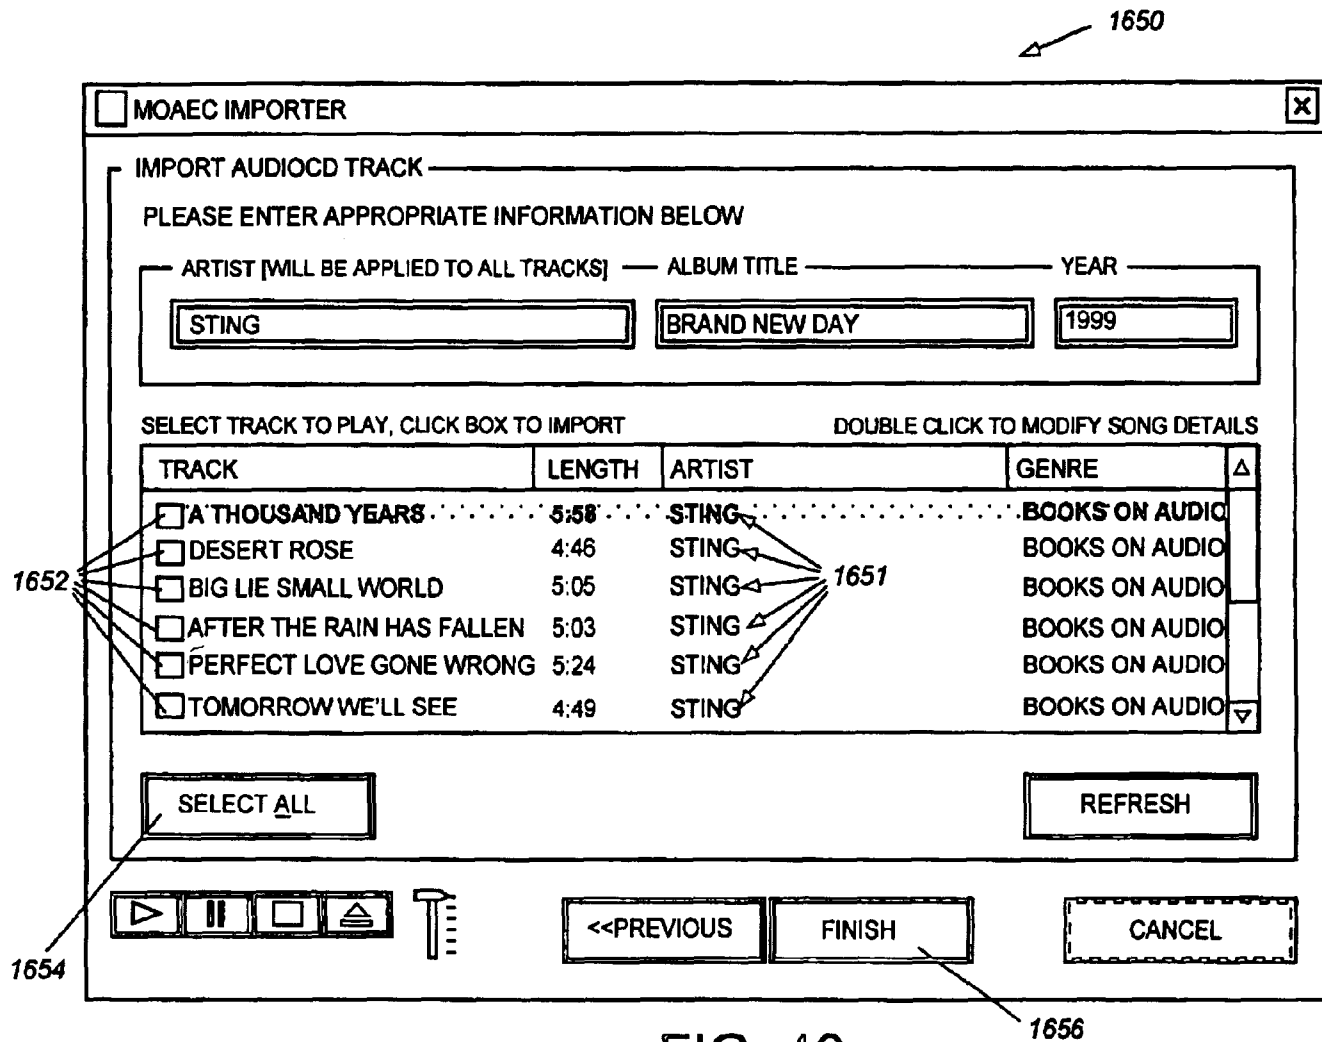 1650
MOAEC IMPORTER
IMPORT AUDIOCD TRACK
PLEASE ENTER APPROPRIATE INFORMATION BELOW
ARTIST [WILL BE APPLIED TO ALL TRACKS] ALBUM TITLE YEAR
STING BRAND NEW DAY 1999
SELECT TRACK TO PLAY, CLICK BOX TO IMPORT DOUBLE CLICK TO MODIFY SONG DETAILS
TRACK LENGTH ARTIST GENRE
A THOUSAND YEARS 5:58 STING BOOKS ON AUDIO
DESERT ROSE 4:46 STING BOOKS ON AUDIO
1652 BIG LIE SMALL WORLD 5:05 STING 1651 BOOKS ON AUDIO
AFTER THE RAIN HAS FALLEN 5:03 STING BOOKS ON AUDIO
PERFECT LOVE GONE WRONG 5:24 STING BOOKS ON AUDIO
TOMORROW WE'LL SEE 4:49 STING BOOKS ON AUDIO
SELECT ALL REFRESH
<<PREVIOUS FINISH CANCEL
1654
1656